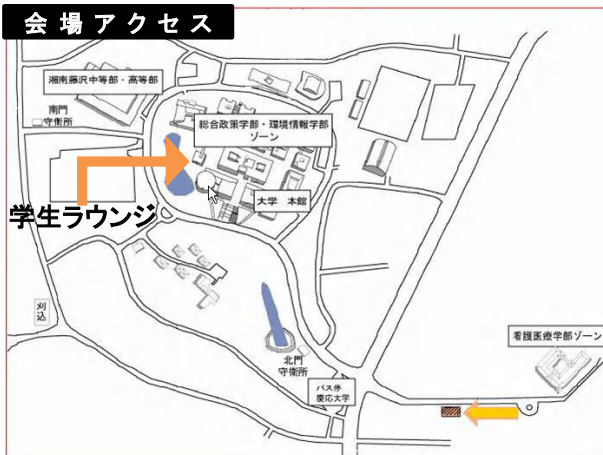 会場アクセス
湘南藤沢中等部・高等部
南門
守衛所
総合政策学部・環境情報学部
ゾーン
学生ラウンジ
大学 本館
刈込
看護医療学部ゾーン
北門
守衛所
バス停
慶応大学